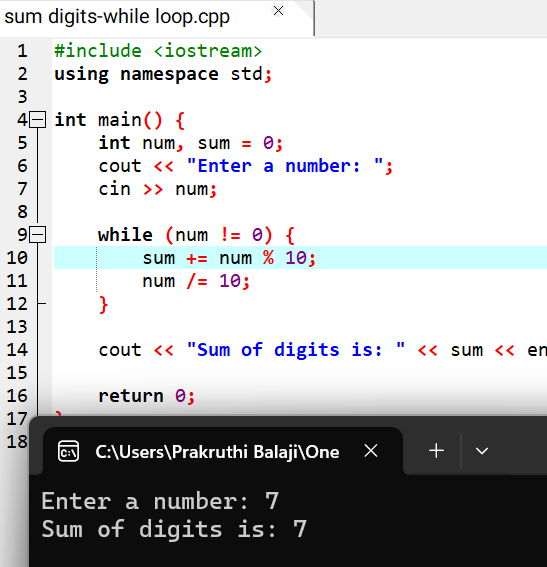 sum digits-while loop.cpp
1 #include <iostream>
2 using namespace std;
3
4 int main() {
5 int num, sum = 0;
6 cout << "Enter a number: ";
7 cin >> num;
8
9 while (num != 0) {
10 sum += num % 10;
11 num /= 10;
12 }
13
14 cout << "Sum of digits is: " << sum << en
15
16 return 0;
17
18
C:\Users\Prakruthi Balaji\One
Enter a number: 7
Sum of digits is: 7